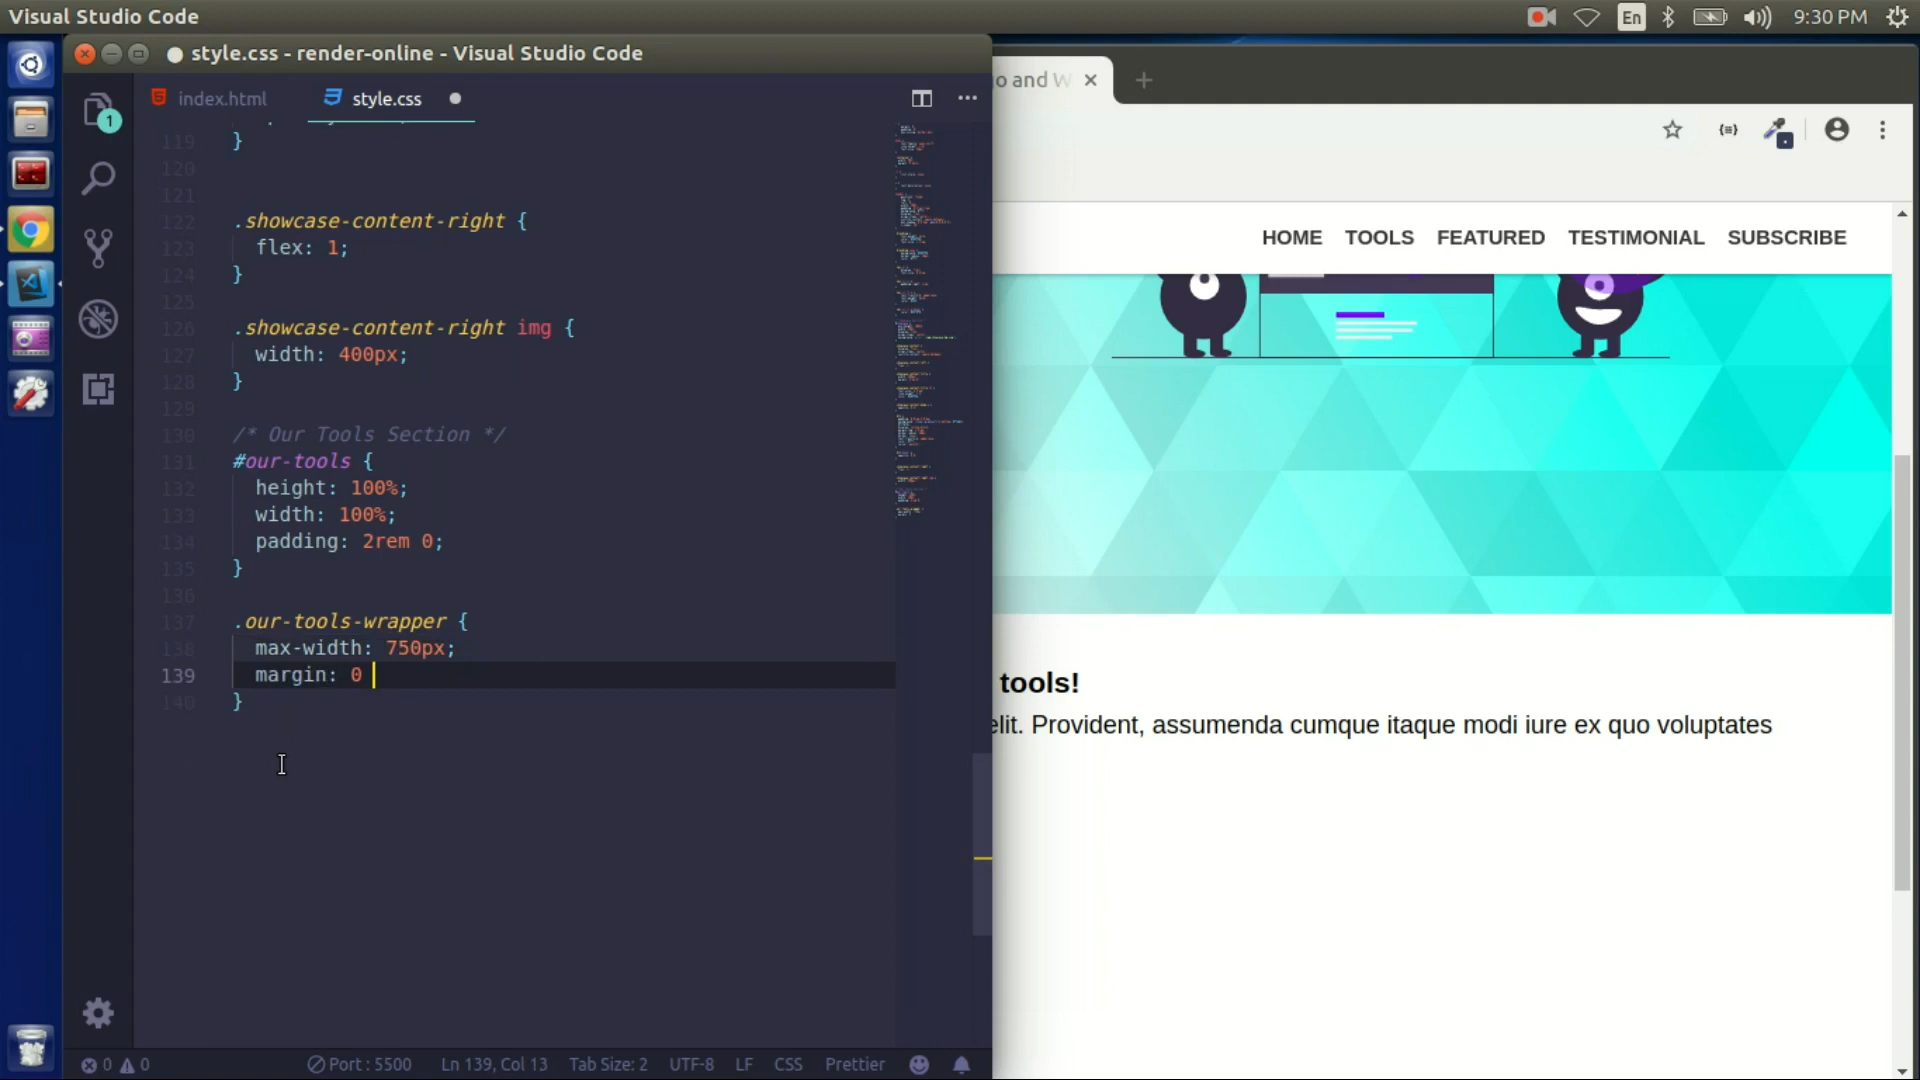 Visual Studio Code
En
9:30 PM
style.css - render-online - Visual Studio Code
index.html
style.css
1
119 }
120
121
122 .showcase-content-right {
123 flex: 1;
124 }
125
126 .showcase-content-right img {
127 width: 400px;
128 }
129
130 /* Our Tools Section */
131 #our-tools {
132 height: 100%;
133 width: 100%;
134 padding: 2rem 0;
135 }
136
137 .our-tools-wrapper {
138 max-width: 750px;
139 margin: 0
140 }
0 0 Port : 5500 Ln 139, Col 13 Tab Size: 2 UTF-8 LF CSS Prettier
o and W
HOME TOOLS FEATURED TESTIMONIAL SUBSCRIBE
tools!
elit. Provident, assumenda cumque itaque modi iure ex quo voluptates